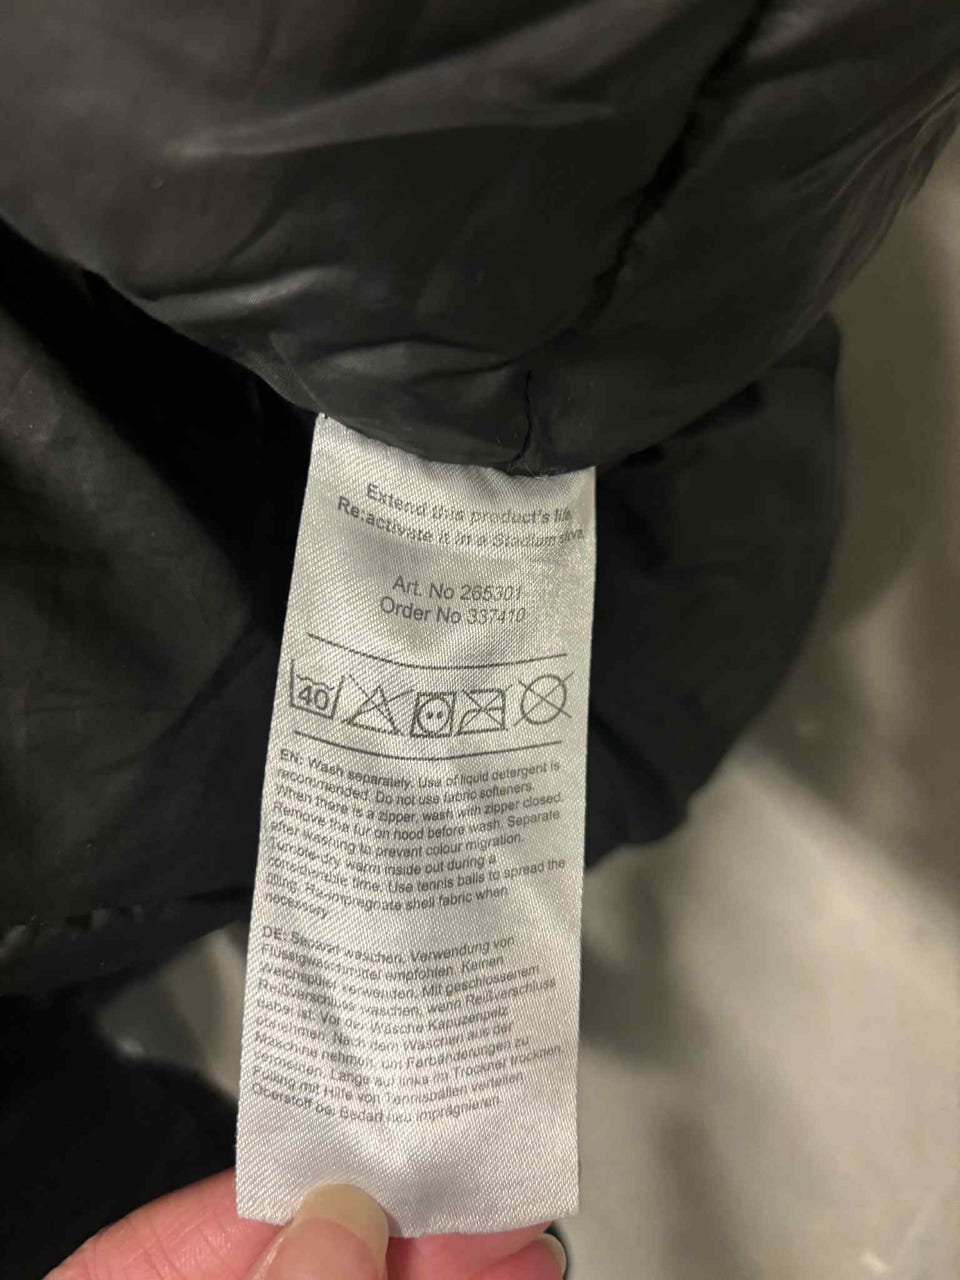 Extend this product's life
Re:activate it in a Stadium store
Art. No 265301
Order No 337410
40
EN: Wash separately. Use of liquid detergent is
recommended. Do not use fabric softeners.
When there is a zipper, wash with zipper closed.
Remove the fur on hood before wash. Separate
after washing to prevent colour migration.
Tumble-dry warm inside out during a
considerable time. Use tennis balls to spread the
filling. Reimpregnate shell fabric when
necessary
DE: Separat waschen. Verwendung von
Flüssigwaschmittel empfohlen. Keinen
Weichspüler verwenden. Mit geschlossenem
Reißverschluss waschen, wenn Reißverschluss
dabei ist. Vor der Wäsche Kapuzenpelz
abnehmen. Nach dem Waschen aus der
Maschine nehmen, um Farbänderungen zu
vermeiden. Lange auf links im Trockner trocknen.
Füllung mit Hilfe von Tennisbällen verteilen
Oberstoff bei Bedarf neu imprägnieren.